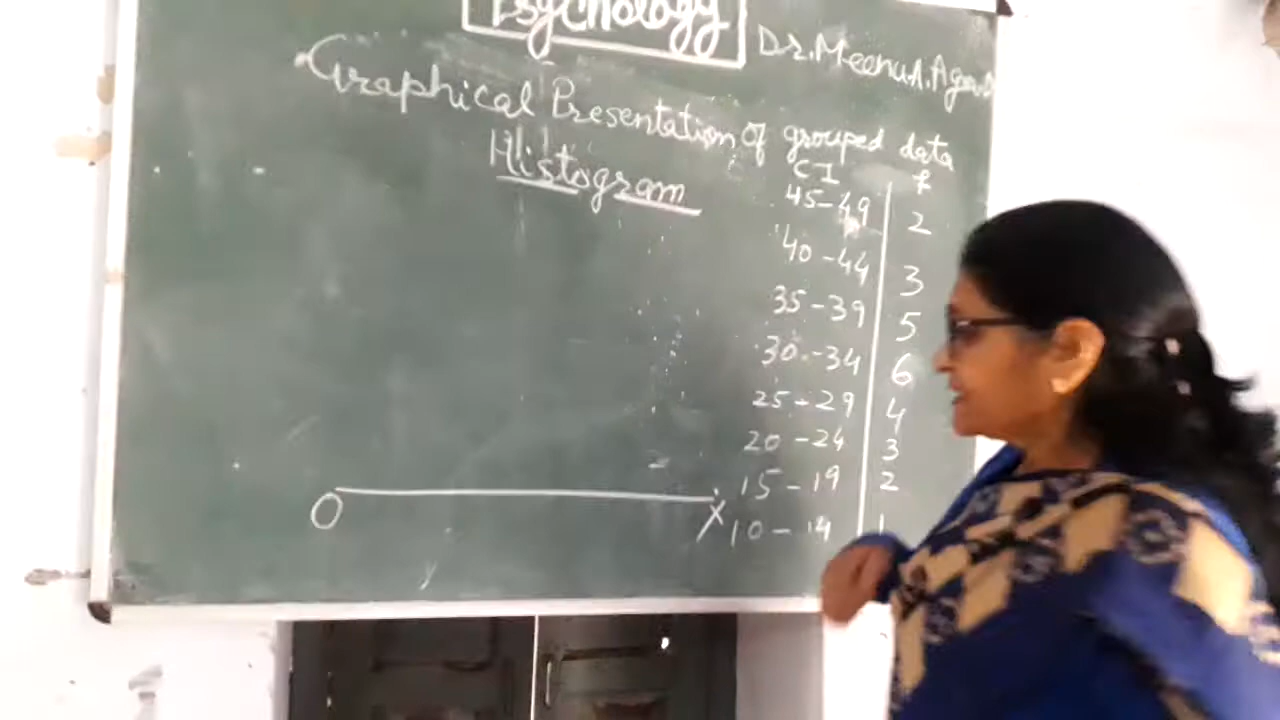 Psychology
Dr. Meenu A.
Graphical Presentation of grouped data
Histogram
CI f
45-49 2
40-44 3
35-39 5
30-34 6
25-29 4
20-24 3
15-19 2
10-14 1
O X